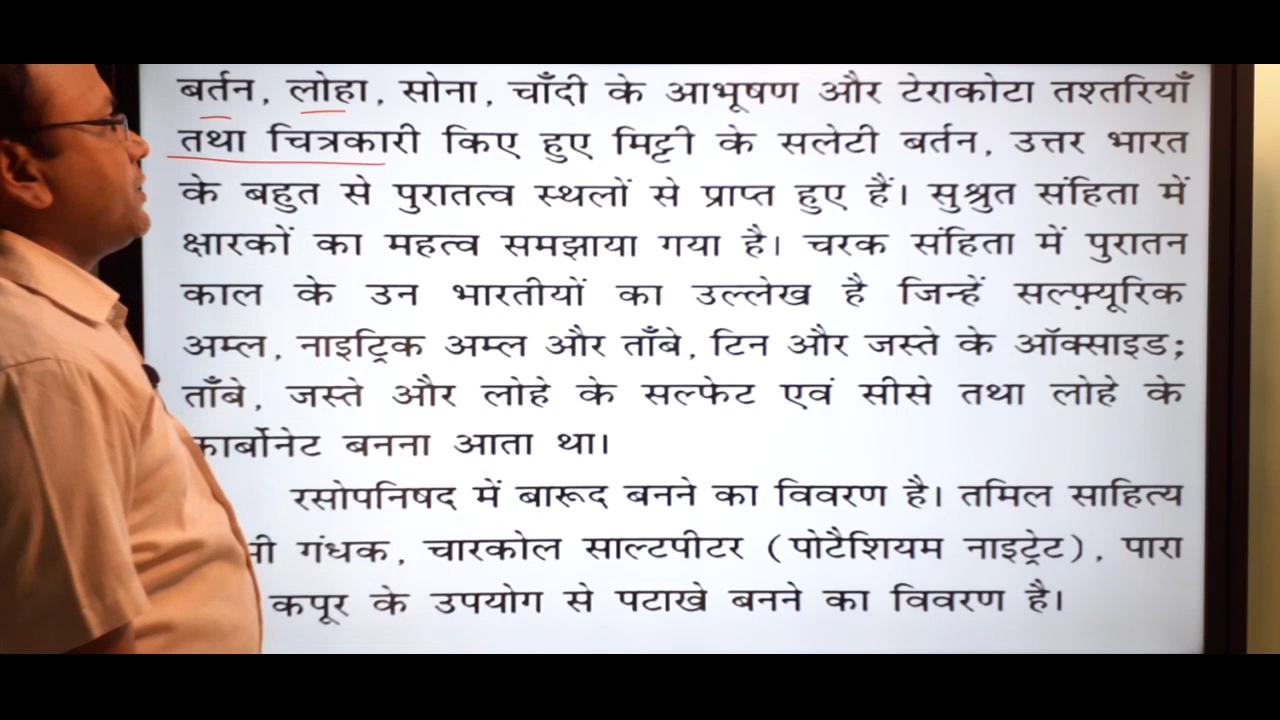 बर्तन, लोहा, सोना, चाँदी के आभूषण और टेराकोटा तश्तरियाँ
तथा चित्रकारी किए हुए मिट्टी के सलेटी बर्तन, उत्तर भारत
के बहुत से पुरातत्व स्थलों से प्राप्त हुए हैं। सुश्रुत संहिता में
क्षारकों का महत्व समझाया गया है। चरक संहिता में पुरातन
काल के उन भारतीयों का उल्लेख है जिन्हें सल्फ़्यूरिक
अम्ल, नाइट्रिक अम्ल और ताँबे, टिन और जस्ते के ऑक्साइड;
ताँबे, जस्ते और लोहे के सल्फेट एवं सीसे तथा लोहे के
कार्बोनेट बनना आता था।
रसोपनिषद में बारूद बनने का विवरण है। तमिल साहित्य
गंधक, चारकोल साल्टपीटर (पोटैशियम नाइट्रेट), पारा
कपूर के उपयोग से पटाखे बनने का विवरण है।